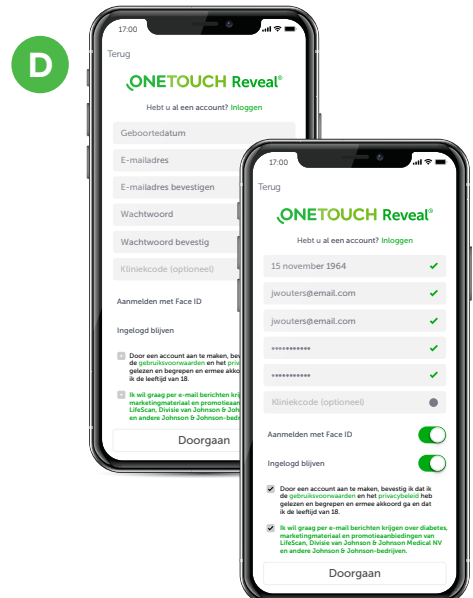 D
17:00
Terug
ONETOUCH Reveal®
Hebt u al een account? Inloggen
Geboortedatum
E-mailadres
E-mailadres bevestigen
Wachtwoord
Wachtwoord bevestig
Kliniekcode (optioneel)
Aanmelden met Face ID
Ingelogd blijven
Door een account aan te maken, bev
de gebruiksvoorwaarden en het priv
gelezen en begrepen en ermee akko
ik de leeftijd van 18.
Ik wil graag per e-mail berichten kri
marketingmateriaal en promotieaan
LifeScan, Divisie van Johnson & Joh
en andere Johnson & Johnson-bed
Doorgaan
17:00
Terug
ONETOUCH Reveal®
Hebt u al een account? Inloggen
15 november 1964
jwouters@email.com
jwouters@email.com
•••••••••••
•••••••••••
Kliniekcode (optioneel)
Aanmelden met Face ID
Ingelogd blijven
Door een account aan te maken, bevestig ik dat ik
de gebruiksvoorwaarden en het privacybeleid heb
gelezen en begrepen en ermee akkoord ga en dat
ik de leeftijd van 18.
Ik wil graag per e-mail berichten krijgen over diabetes,
marketingmateriaal en promotieaanbiedingen van
LifeScan, Divisie van Johnson & Johnson Medical NV
en andere Johnson & Johnson-bedrijven.
Doorgaan